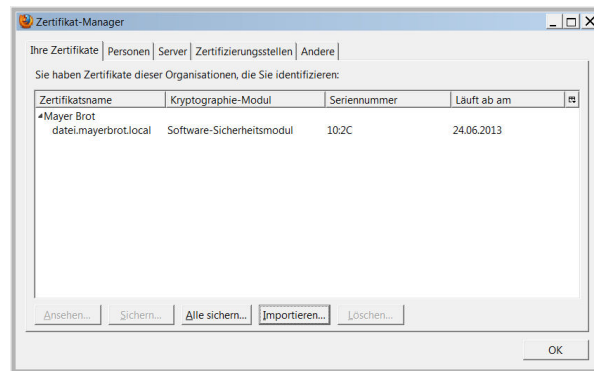 Zertifikat-Manager
Ihre Zertifikate Personen Server Zertifizierungsstellen Andere
Sie haben Zertifikate dieser Organisationen, die Sie identifizieren:
Zertifikatsname Kryptographie-Modul Seriennummer Läuft ab am
Mayer Brot
datei.mayerbrot.local Software-Sicherheitsmodul 10:2C 24.06.2013
Ansehen... Sichern... Alle sichern... Importieren... Löschen...
OK